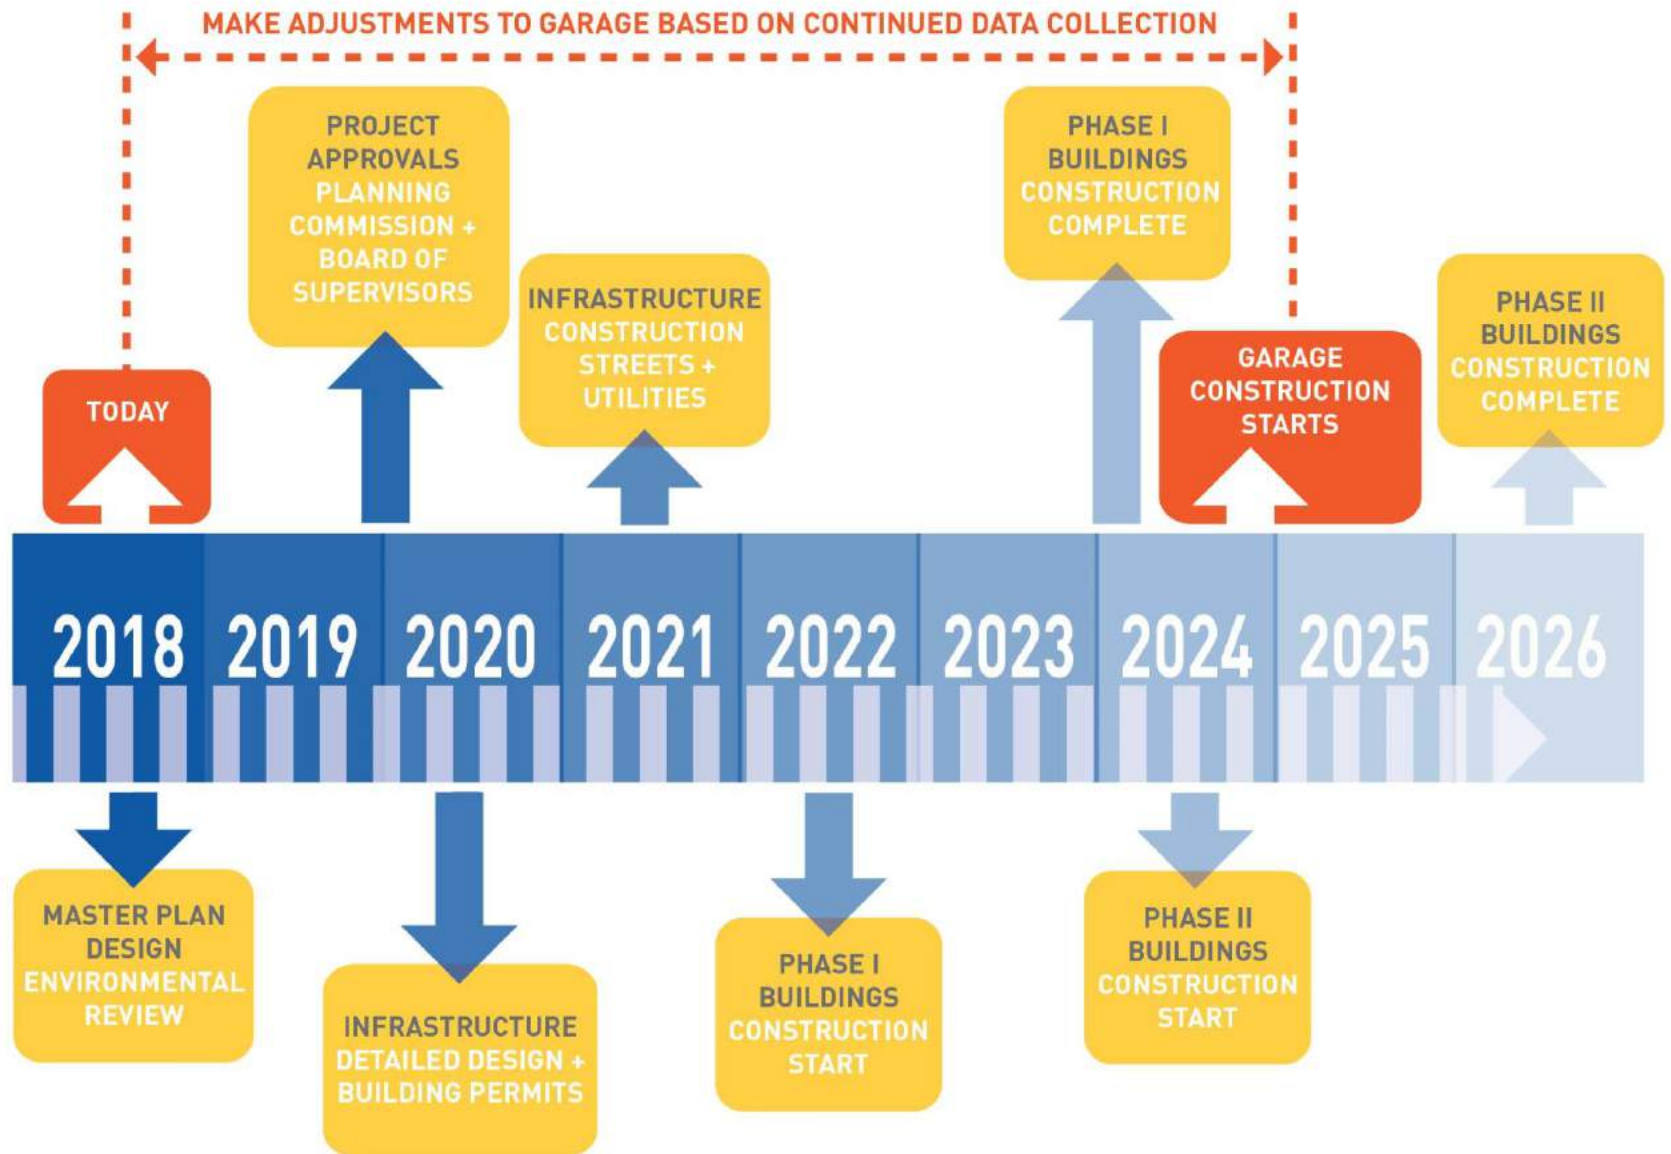 MAKE ADJUSTMENTS TO GARAGE BASED ON CONTINUED DATA COLLECTION
PROJECT
APPROVALS
PLANNING
COMMISSION +
BOARD OF
SUPERVISORS
PHASE I
BUILDINGS
CONSTRUCTION
COMPLETE
INFRASTRUCTURE
CONSTRUCTION
STREETS +
UTILITIES
PHASE II
BUILDINGS
CONSTRUCTION
COMPLETE
TODAY
GARAGE
CONSTRUCTION
STARTS
2018 2019 2020 2021 2022 2023 2024 2025 2026
MASTER PLAN
DESIGN
ENVIRONMENTAL
REVIEW
INFRASTRUCTURE
DETAILED DESIGN +
BUILDING PERMITS
PHASE I
BUILDINGS
CONSTRUCTION
START
PHASE II
BUILDINGS
CONSTRUCTION
START